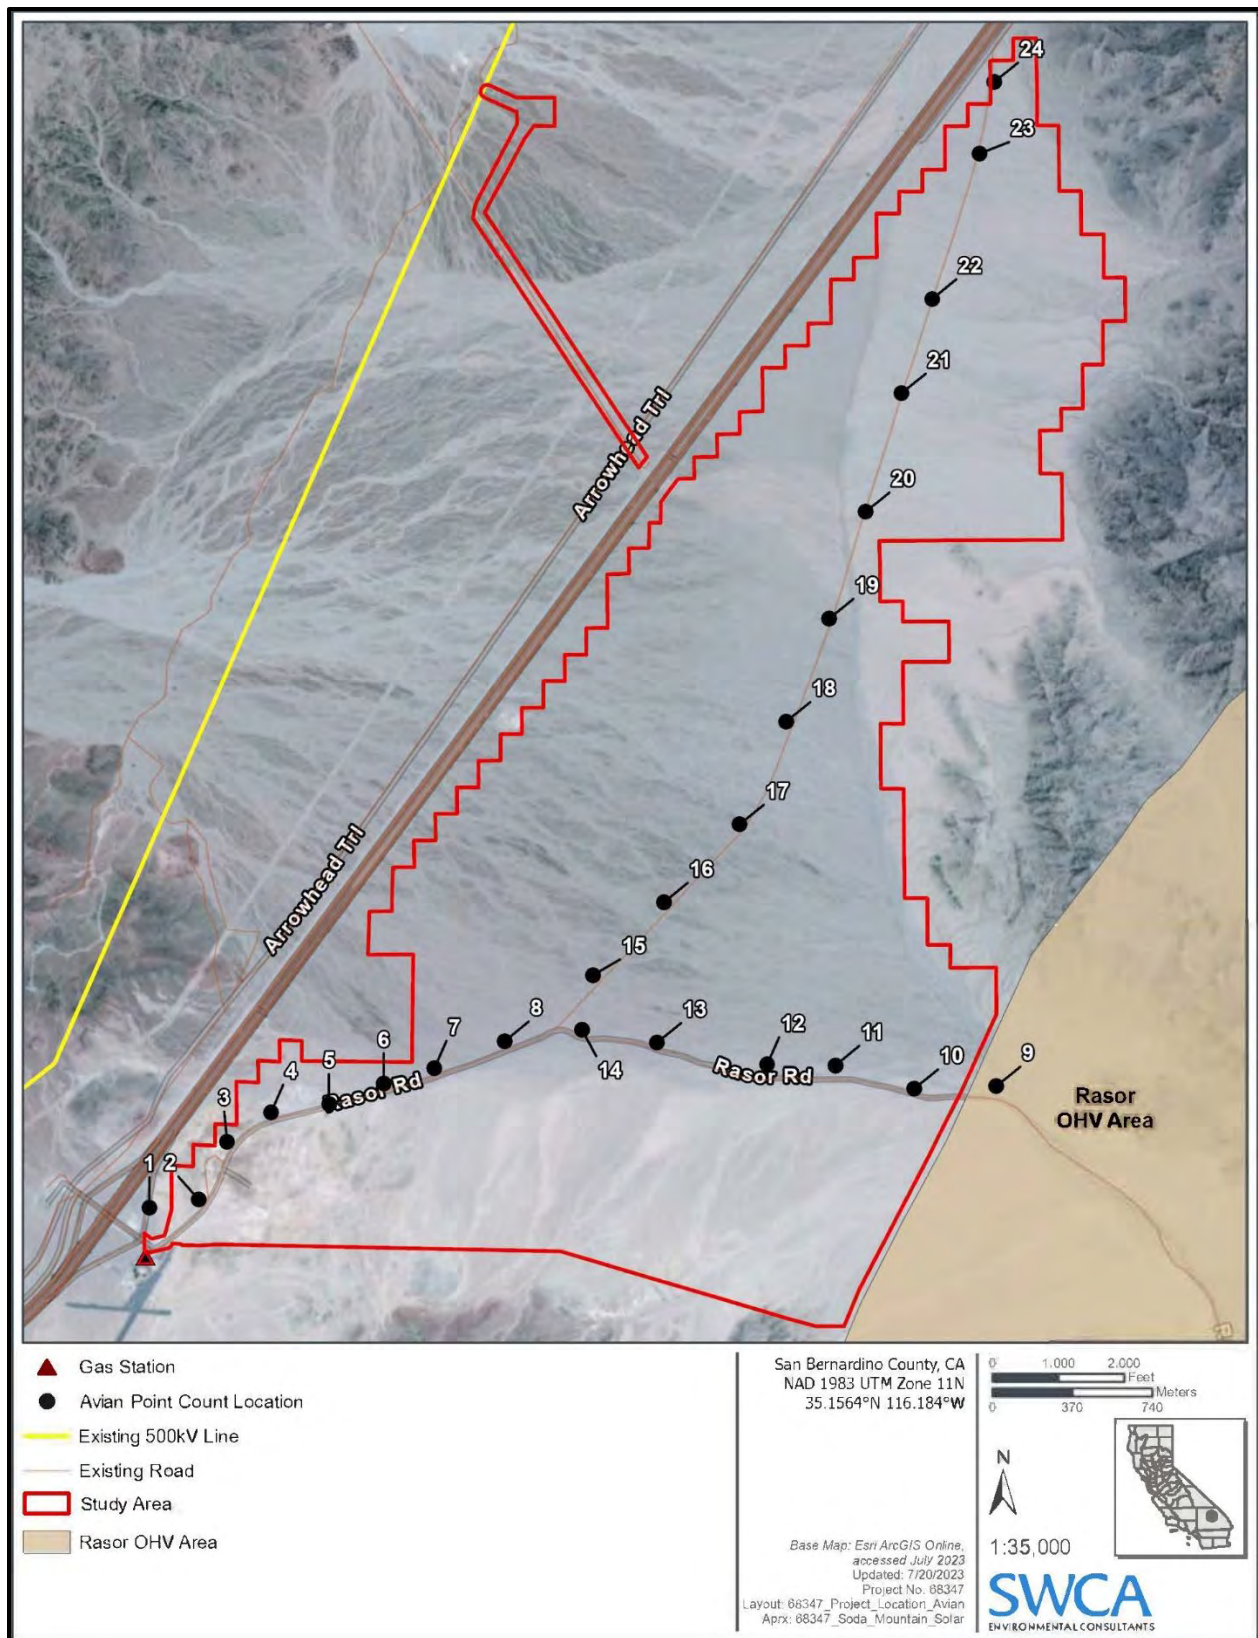 24
23
22
21
20
19
18
17
16
15
14
13
12
11
10
9
8
7
6
5
4
3
1 2
Arrowhead Trl
Arrowhead Trl
Rasor Rd
Rasor Rd
Rasor
OHV Area
Gas Station
Avian Point Count Location
Existing 500kV Line
Existing Road
Study Area
Rasor OHV Area
San Bernardino County, CA
NAD 1983 UTM Zone 11N
35.1564°N 116.184°W
Base Map: Esri ArcGIS Online,
accessed July 2023
Updated: 7/20/2023
Project No. 68347
Layout: 68347_Project_Location_Avian
Aprx: 68347_Soda_Mountain_Solar
0 1,000 2,000
Feet
Meters
0 370 740
N
1:35,000
SWCA
ENVIRONMENTAL CONSULTANTS